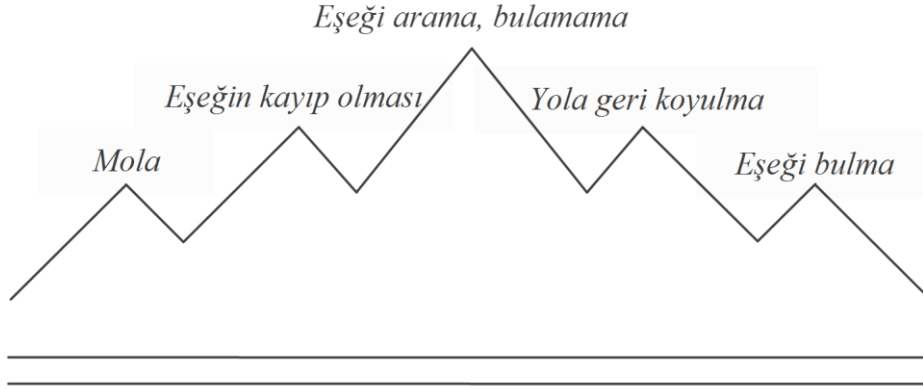 Eşeği arama, bulamama
Eşeğin kayıp olması
Yola geri koyulma
Mola
Eşeği bulma